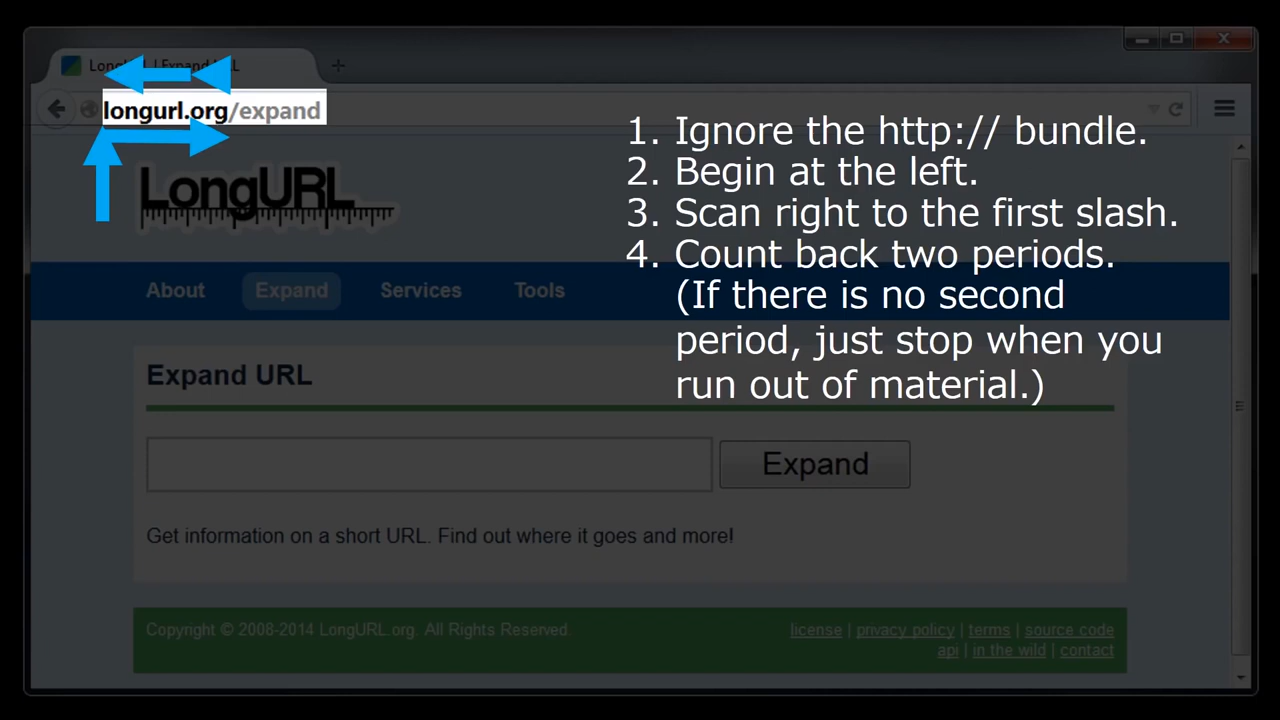 longurl.org/expand
1. Ignore the http:// bundle.
2. Begin at the left.
3. Scan right to the first slash.
4. Count back two periods.
(If there is no second
period, just stop when you
run out of material.)
LongURL
About Expand Services Tools
Expand URL
Expand
Get information on a short URL. Find out where it goes and more!
Copyright © 2008-2014 LongURL.org. All Rights Reserved.
license | privacy policy | terms | source code
api | in the wild | contact